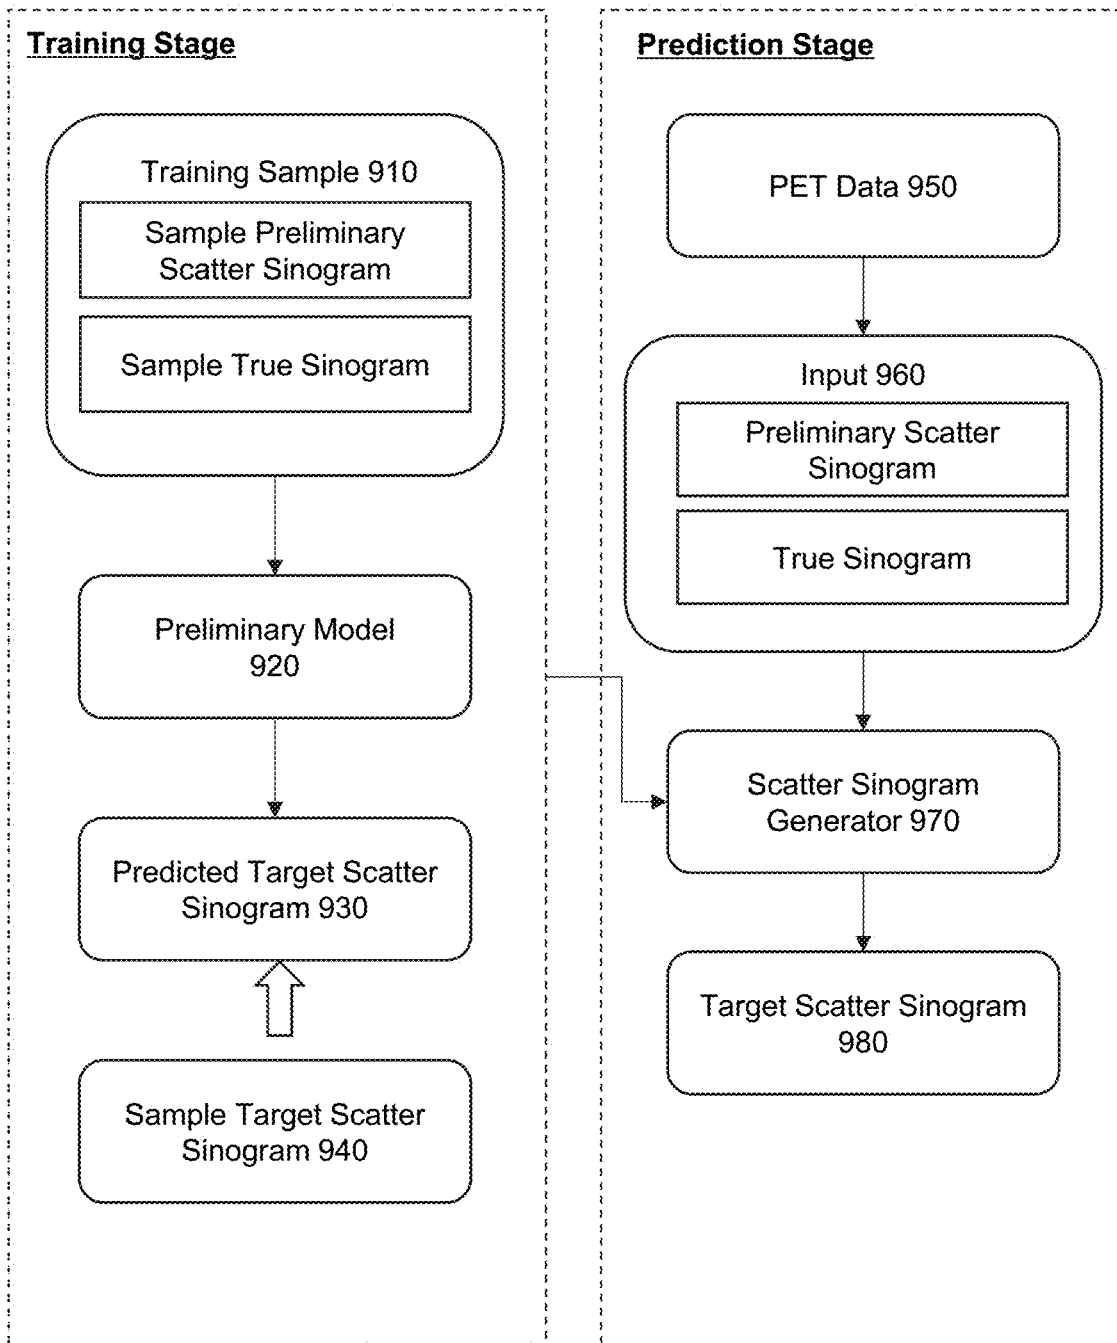 Training Stage
Training Sample 910
Sample Preliminary
Scatter Sinogram
Sample True Sinogram
Preliminary Model
920
Predicted Target Scatter
Sinogram 930
Sample Target Scatter
Sinogram 940
Prediction Stage
PET Data 950
Input 960
Preliminary Scatter
Sinogram
True Sinogram
Scatter Sinogram
Generator 970
Target Scatter Sinogram
980